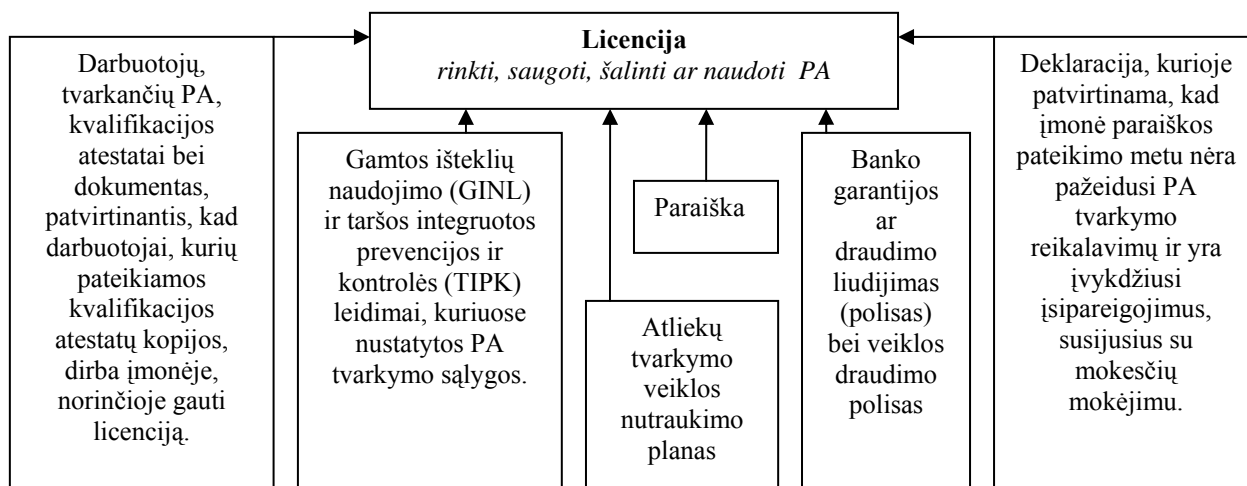 Licencija
rinkti, saugoti, šalinti ar naudoti PA
Darbuotojų,
tvarkančių PA,
kvalifikacijos
atestatai bei
dokumentas,
patvirtinantis, kad
darbuotojai, kurių
pateikiamos
kvalifikacijos
atestatų kopijos,
dirba įmonėje,
norinčioje gauti
licenciją.
Gamtos išteklių
naudojimo (GINL)
ir taršos integruotos
prevencijos ir
kontrolės (TIPK)
leidimai, kuriuose
nustatytos PA
tvarkymo sąlygos.
Atliekų
tvarkymo
veiklos
nutraukimo
planas
Paraiška
Banko
garantijos
ar
draudimo
liudijimas
(polisas)
bei veiklos
draudimo
polisas
Deklaracija, kurioje
patvirtinama, kad
įmonė paraiškos
pateikimo metu nėra
pažeidusi PA
tvarkymo
reikalavimų ir yra
įvykdžiusi
įsipareigojimus,
susijusius su
mokesčių
mokėjimu.